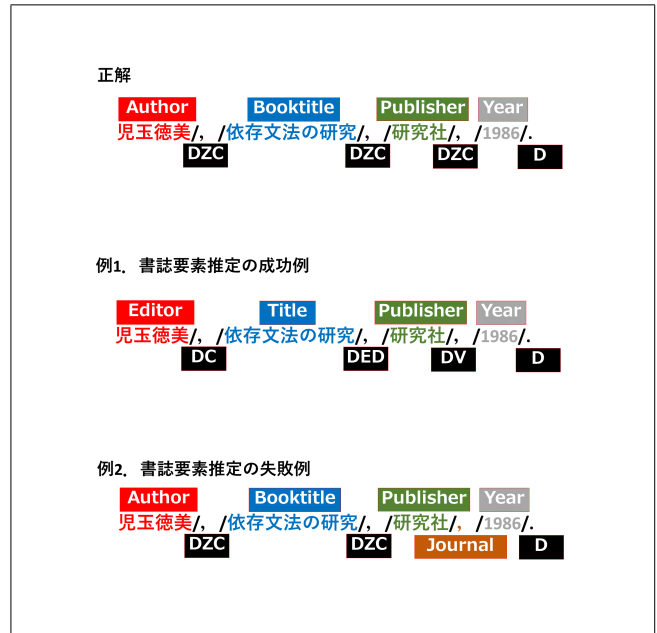 正解
Author Booktitle Publisher Year
児玉徳美/，/依存文法の研究/，/研究社/，/1986/.
DZC DZC DZC D
例1．書誌要素推定の成功例
Editor Title Publisher Year
児玉徳美/，/依存文法の研究/，/研究社/，/1986/.
DC DED DV D
例2．書誌要素推定の失敗例
Author Booktitle Publisher Year
児玉徳美/，/依存文法の研究/，/研究社/，/1986/.
DZC DZC Journal D